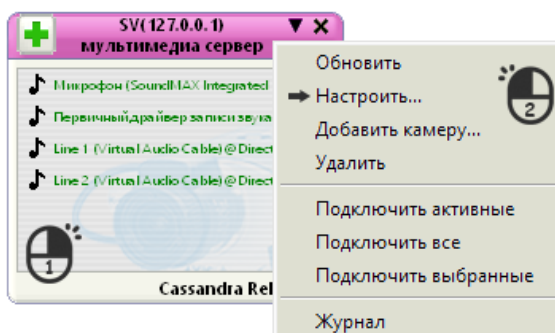 SV(127.0.0.1)
мультимедиа сервер
Микрофон (SoundMAX Integrated
Первичный драйвер записи звука
Line 1 (Virtual Audio Cable)@Direct
Line 2 (Virtual Audio Cable)@Direct
1
Cassandra Rel
Обновить
Настроить...
2
Добавить камеру...
Удалить
Подключить активные
Подключить все
Подключить выбранные
Журнал